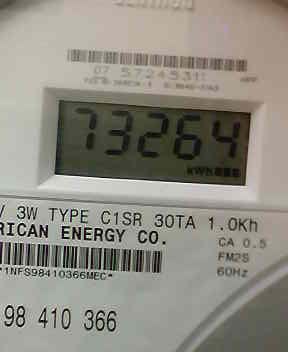 07 57245311
73264
kWh
V 3W TYPE C1SR 30TA 1.0Kh
RICAN ENERGY CO.
CA 0.5
FM2S
60Hz
*1NFS98410366MEC*
98 410 366